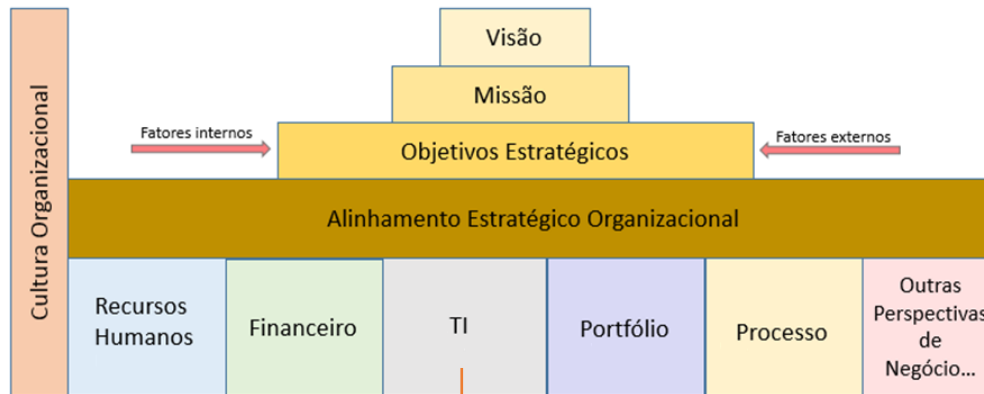 Cultura Organizacional
Visão
Missão
Fatores internos
Objetivos Estratégicos
Fatores externos
Alinhamento Estratégico Organizacional
Recursos
Humanos
Financeiro
TI
Portfólio
Processo
Outras
Perspectivas
de
Negócio...